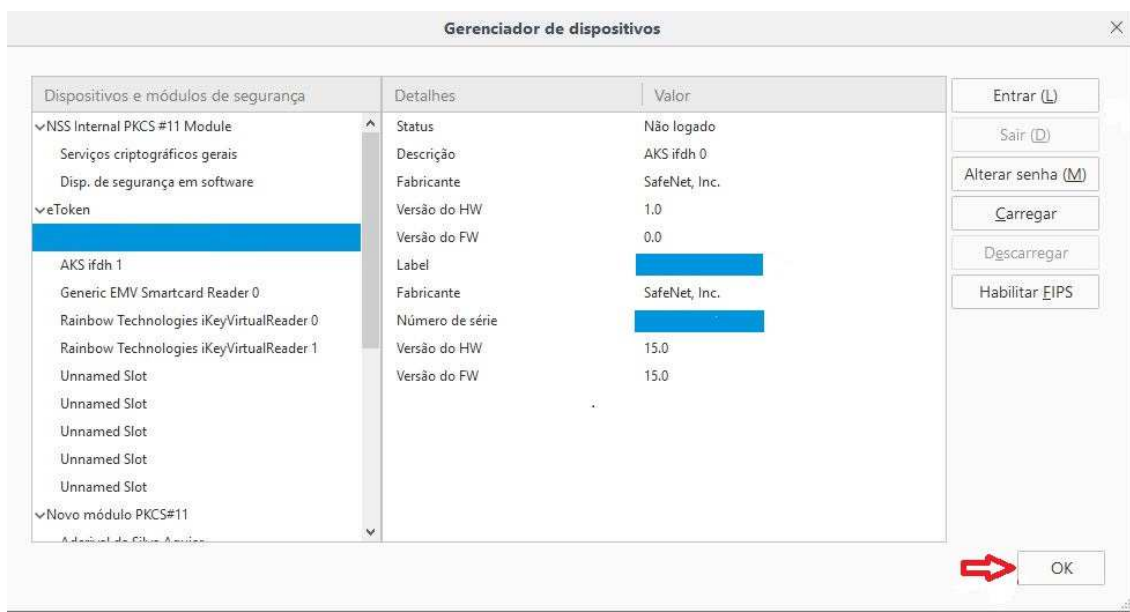 Gerenciador de dispositivos
Dispositivos e módulos de segurança
NSS Internal PKCS #11 Module
Serviços criptográficos gerais
Disp. de segurança em software
eToken
AKS ifdh 1
Generic EMV Smartcard Reader 0
Rainbow Technologies iKeyVirtualReader 0
Rainbow Technologies iKeyVirtualReader 1
Unnamed Slot
Unnamed Slot
Unnamed Slot
Unnamed Slot
Unnamed Slot
Novo módulo PKCS#11
Detalhes Valor
Status Não logado
Descrição AKS ifdh 0
Fabricante SafeNet, Inc.
Versão do HW 1.0
Versão do FW 0.0
Label
Fabricante SafeNet, Inc.
Número de série
Versão do HW 15.0
Versão do FW 15.0
Entrar (L)
Sair (D)
Alterar senha (M)
Carregar
Descarregar
Habilitar FIPS
OK